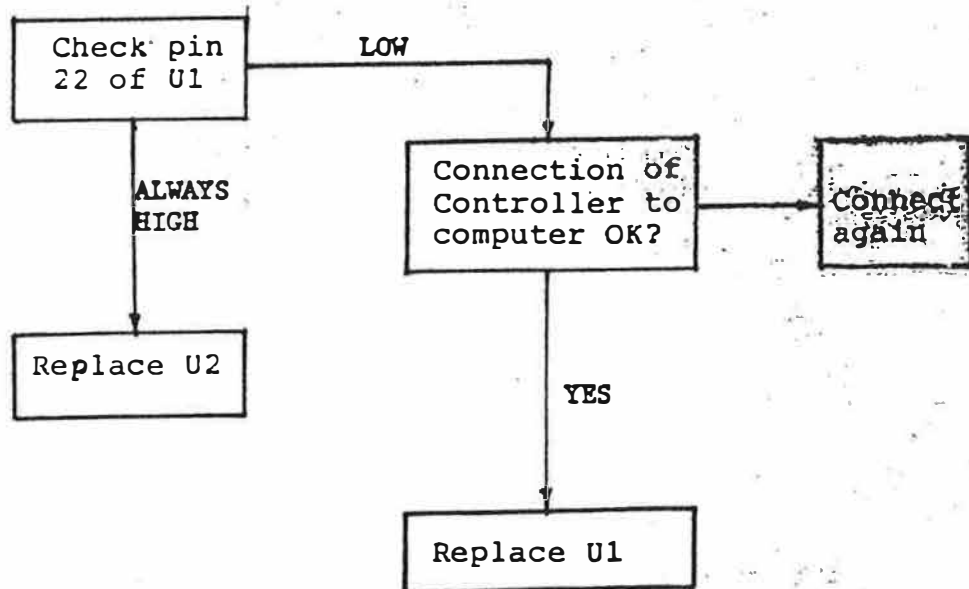 Check pin
22 of U1
LOW
ALWAYS
HIGH
Connection of
Controller to
computer OK?
Connect
again
Replace U2
YES
Replace U1